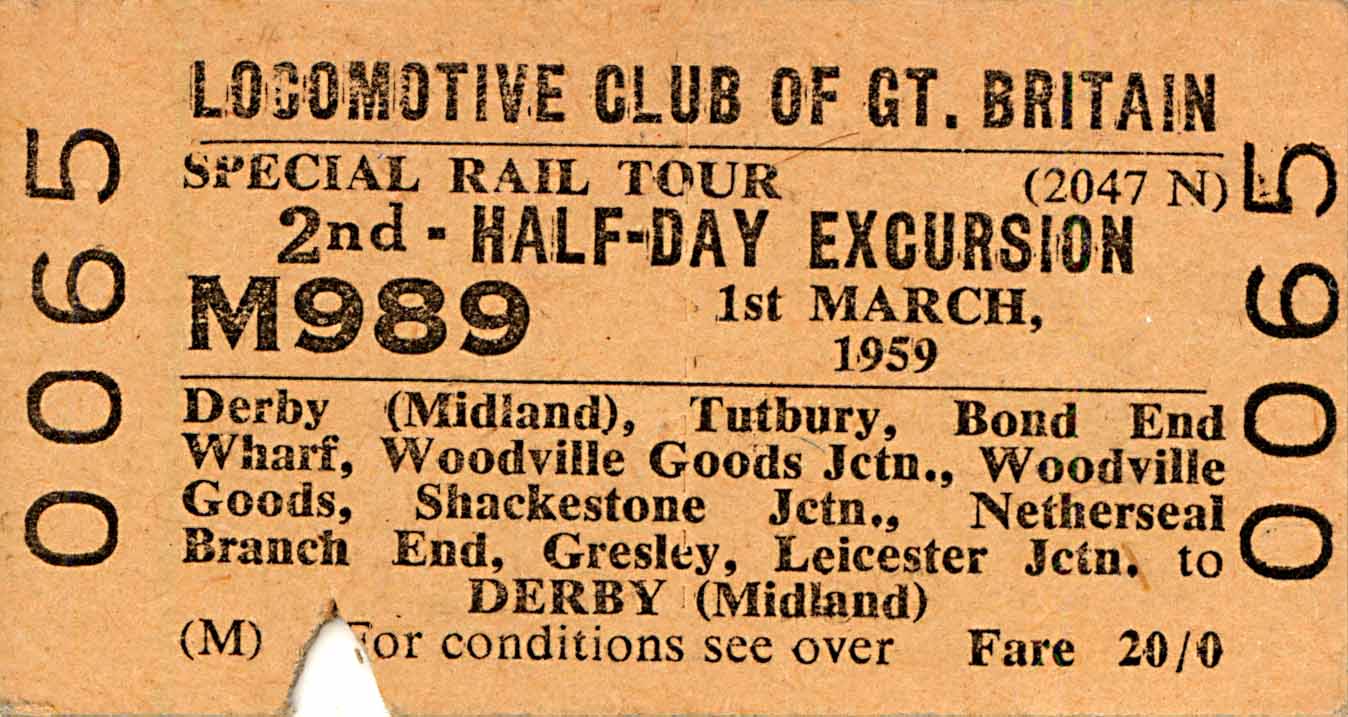 LOCOMOTIVE CLUB OF GT. BRITAIN
SPECIAL RAIL TOUR (2047 N)
2nd - HALF-DAY EXCURSION
M989 1st MARCH,
1959
Derby (Midland), Tutbury, Bond End
Wharf, Woodville Goods Jctn., Woodville
Goods, Shackestone Jctn., Netherseal
Branch End, Gresley, Leicester Jctn. to
DERBY (Midland)
(M) For conditions see over Fare 20/0
0065
0065